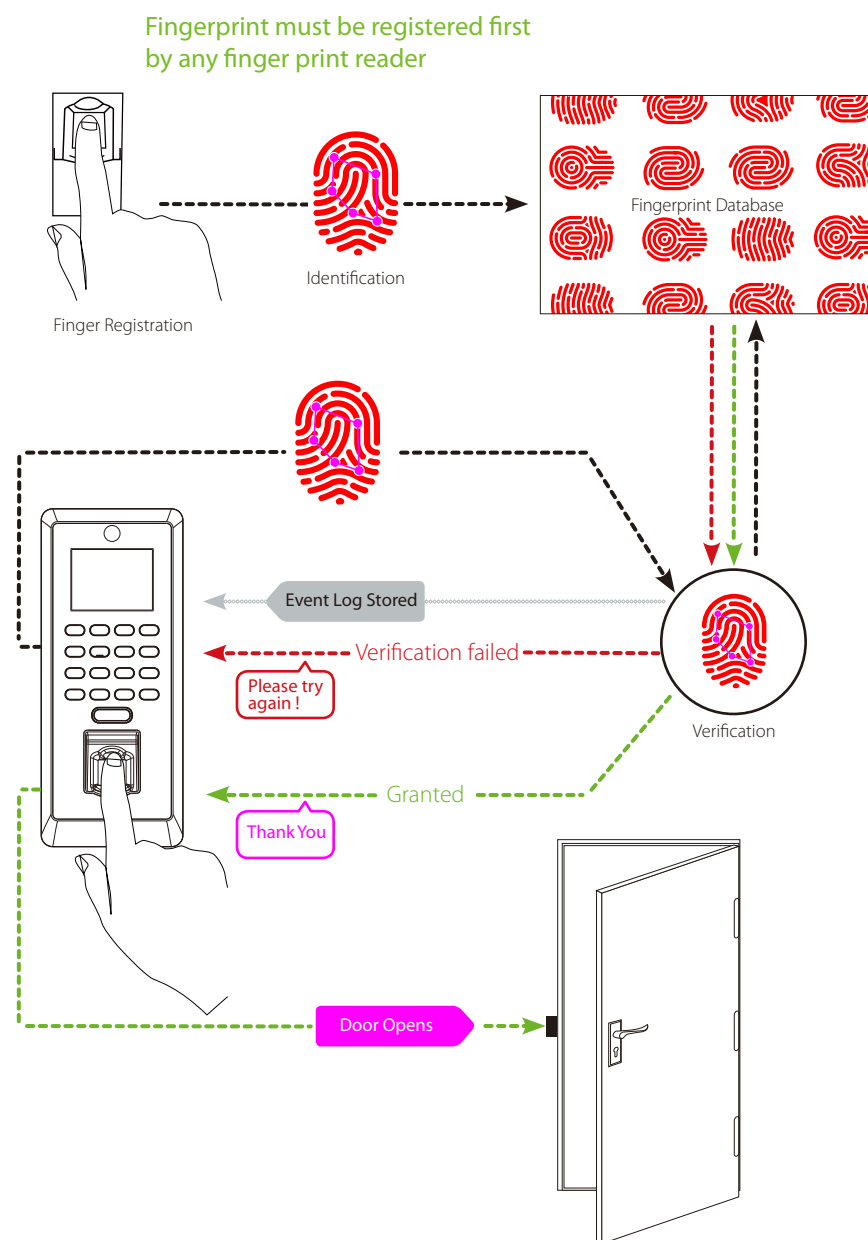 Fingerprint must be registered first
by any finger print reader
Fingerprint Database
Identification
Finger Registration
Event Log Stored
Verification failed
Please try
again !
Verification
Granted
Thank You
Door Opens